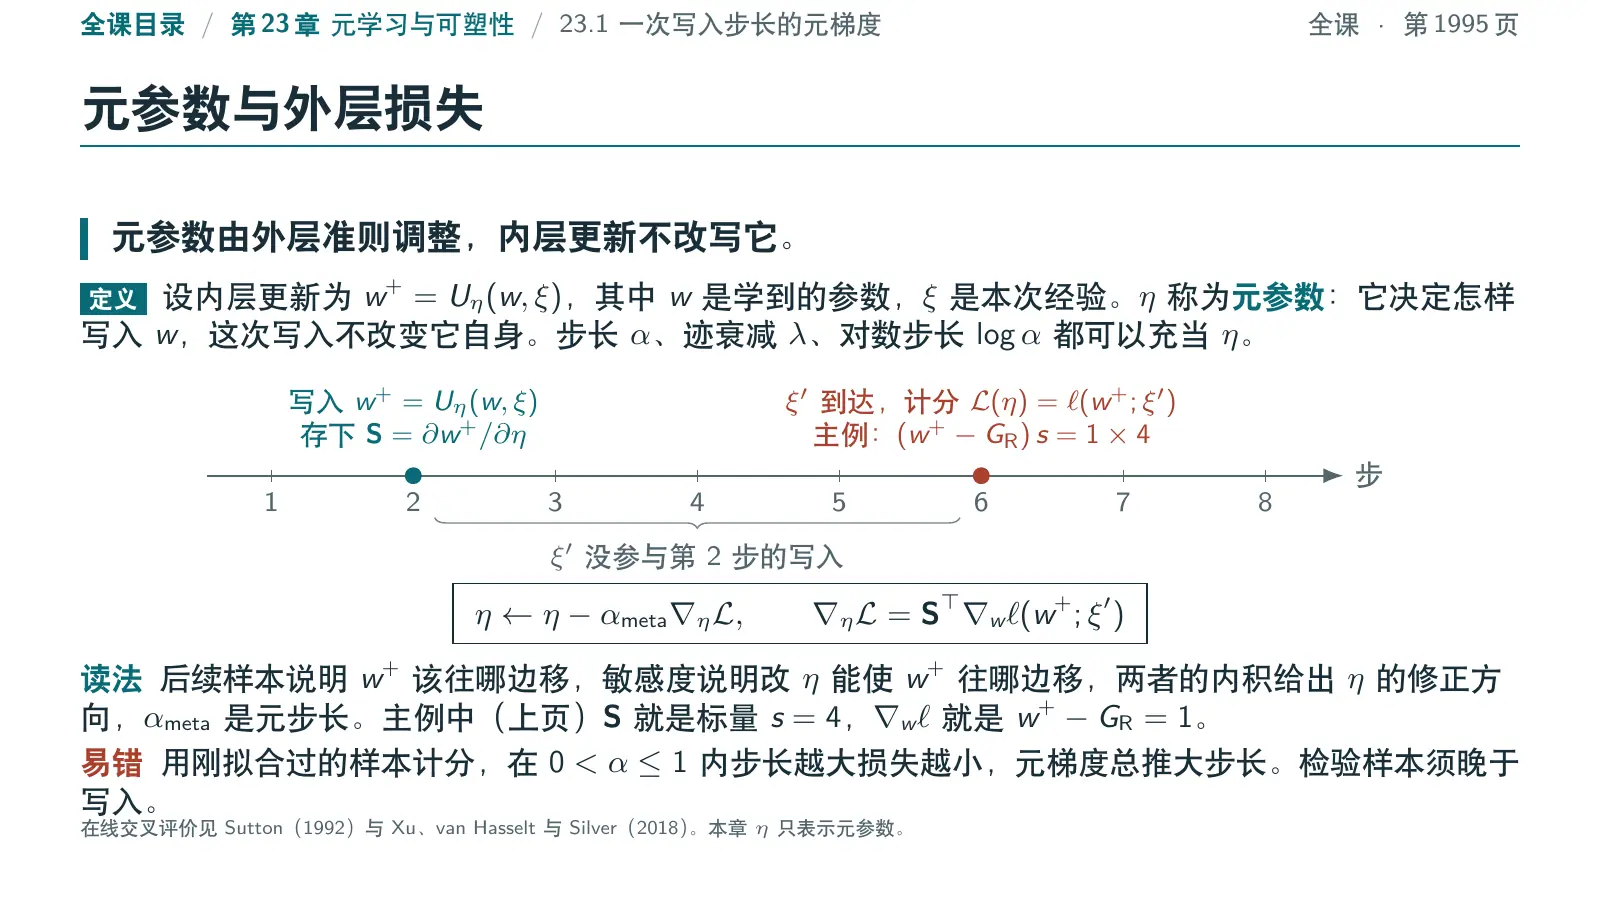 全课目录 / 第 23 章 元学习与可塑性 / 23.1 一次写入步长的元梯度
全课 · 第 1995 页
元参数与外层损失
元参数由外层准则调整，内层更新不改写它。
定义 设内层更新为 w⁺ = U_η(w, ξ)，其中 w 是学到的参数，ξ 是本次经验。η 称为元参数：它决定怎样
写入 w，这次写入不改变它自身。步长 α、迹衰减 λ、对数步长 log α 都可以充当 η。
写入 w⁺ = U_η(w, ξ)
存下 S = ∂w⁺/∂η
ξ′ 到达，计分 ℒ(η) = ℓ(w⁺; ξ′)
主例：(w⁺ − G_R) s = 1 × 4
步
1 2 3 4 5 6 7 8
ξ′ 没参与第 2 步的写入
η ← η − α_meta ∇_η ℒ, ∇_η ℒ = S^⊤ ∇_w ℓ(w⁺; ξ′)
读法 后续样本说明 w⁺ 该往哪边移，敏感度说明改 η 能使 w⁺ 往哪边移，两者的内积给出 η 的修正方
向，α_meta 是元步长。主例中（上页）S 就是标量 s = 4，∇_w ℓ 就是 w⁺ − G_R = 1。
易错 用刚拟合过的样本计分，在 0 < α ≤ 1 内步长越大损失越小，元梯度总推大步长。检验样本须晚于
写入。
在线交叉评价见 Sutton（1992）与 Xu、van Hasselt 与 Silver（2018）。本章 η 只表示元参数。